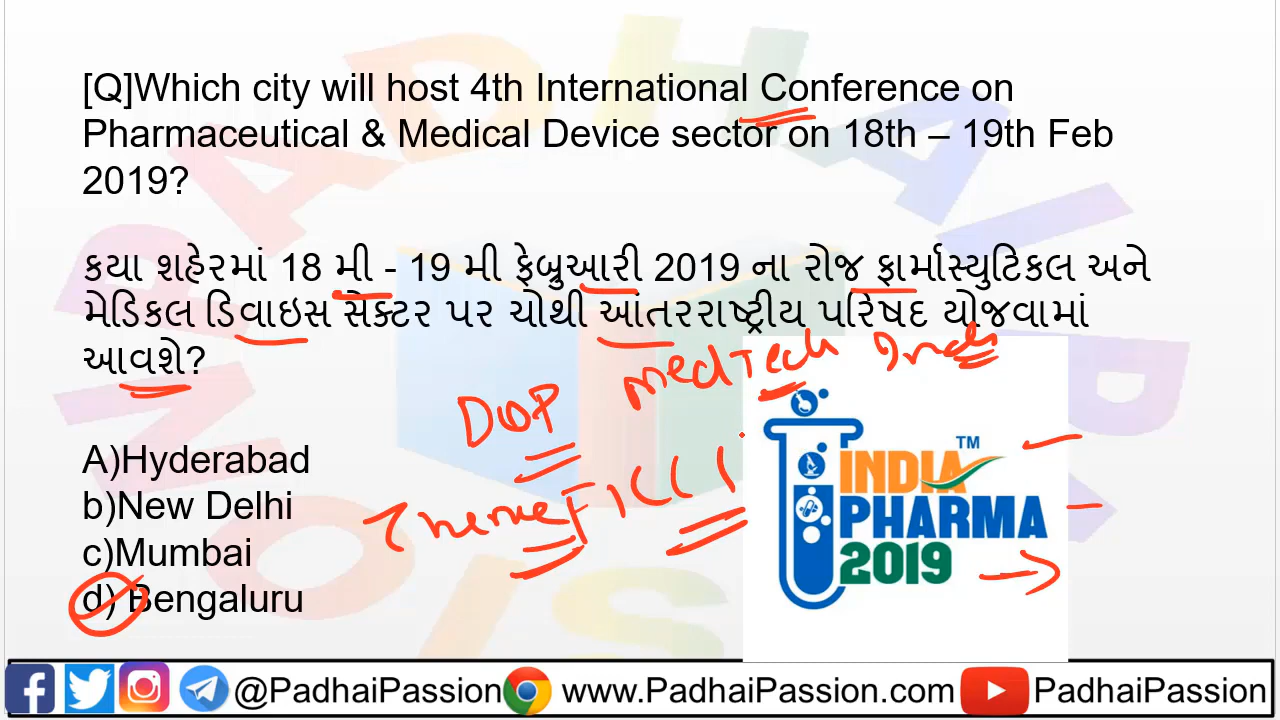 [Q]Which city will host 4th International Conference on
Pharmaceutical & Medical Device sector on 18th – 19th Feb
2019?
કયા શહેરમાં 18 મી - 19 મી ફેબ્રુઆરી 2019 ના રોજ ફાર્માસ્યુટિકલ અને
મેડિકલ ડિવાઇસ સેક્ટર પર ચોથી આંતરરાષ્ટ્રીય પરિષદ યોજવામાં
આવશે?
medTech
DOP
FICCI
Theme
A)Hyderabad
b)New Delhi
c)Mumbai
d) Bengaluru
TM
INDIA
PHARMA
2019
@PadhaiPassion www.PadhaiPassion.com PadhaiPassion